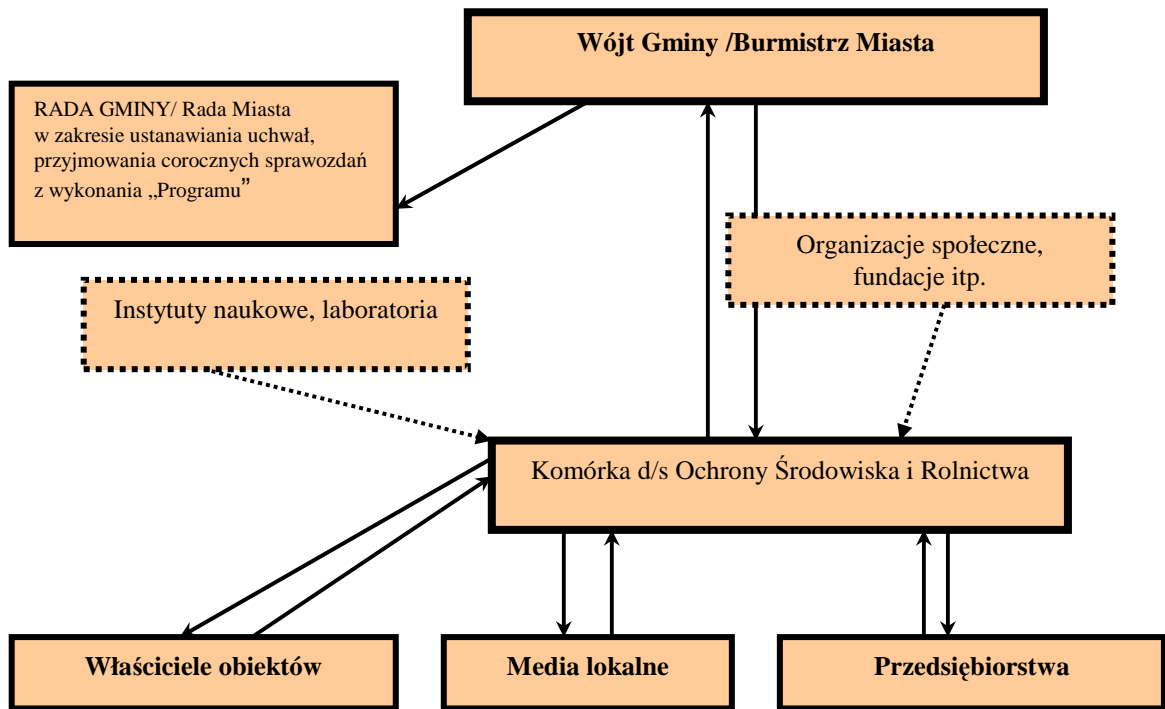 Wójt Gminy /Burmistrz Miasta
RADA GMINY/ Rada Miasta
w zakresie ustanawiania uchwał,
przyjmowania corocznych sprawozdań
z wykonania „Programu”
Organizacje społeczne,
fundacje itp.
Instytuty naukowe, laboratoria
Komórka d/s Ochrony Środowiska i Rolnictwa
Właściciele obiektów
Media lokalne
Przedsiębiorstwa